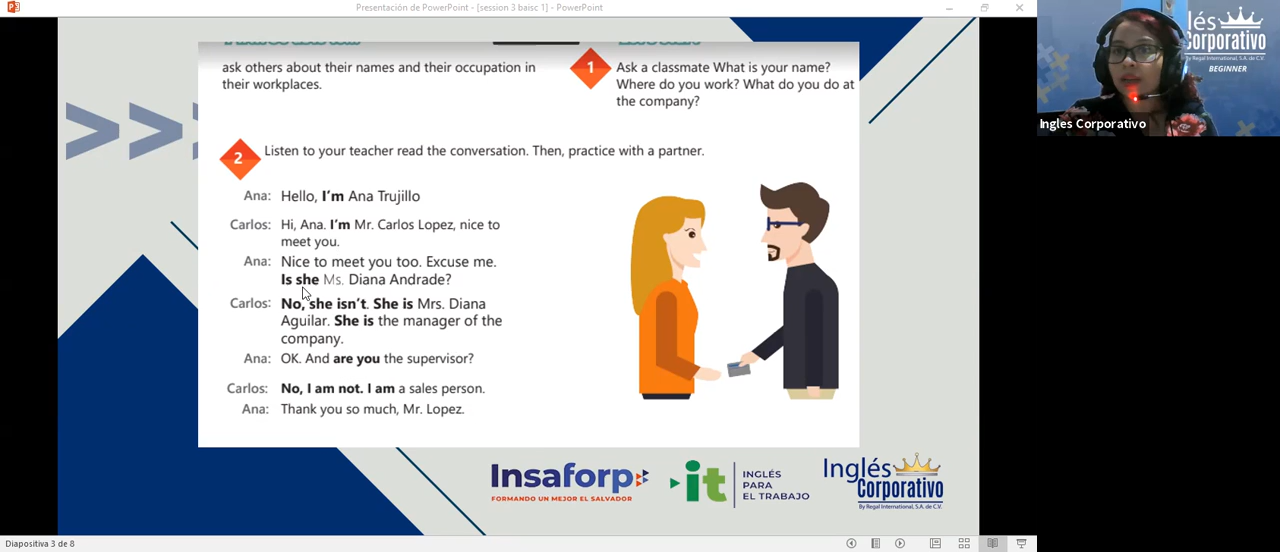 Presentación de PowerPoint - [session 3 baisc 1] - PowerPoint
ask others about their names and their occupation in
their workplaces.
1
Ask a classmate What is your name?
Where do you work? What do you do at
the company?
2
Listen to your teacher read the conversation. Then, practice with a partner.
Ana: Hello, I'm Ana Trujillo
Carlos: Hi, Ana. I'm Mr. Carlos Lopez, nice to
meet you.
Ana: Nice to meet you too. Excuse me.
Is she Ms. Diana Andrade?
Carlos: No, she isn't. She is Mrs. Diana
Aguilar. She is the manager of the
company.
Ana: OK. And are you the supervisor?
Carlos: No, I am not. I am a sales person.
Ana: Thank you so much, Mr. Lopez.
Insaforp
FORMANDO UN MEJOR EL SALVADOR
it
INGLÉS
PARA
EL TRABAJO
Inglés
Corporativo
By Regal International, S.A. de C.V.
lés
Corporativo
By Regal International, S.A. de C.V.
BEGINNER
Ingles Corporativo
Diapositiva 3 de 8